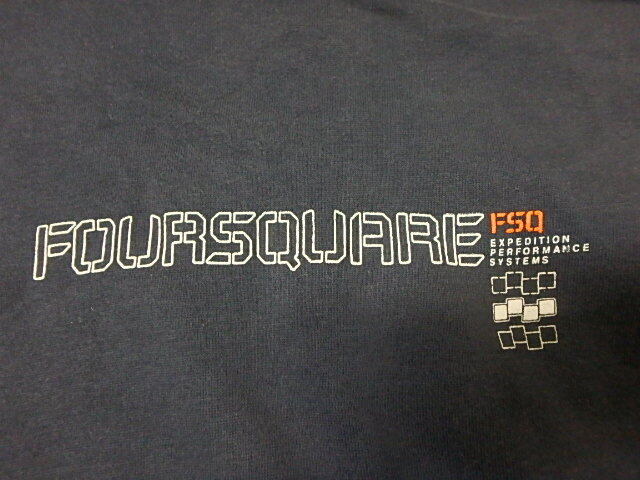 FOURSQUARE
FSQ
EXPEDITION
PERFORMANCE
SYSTEMS